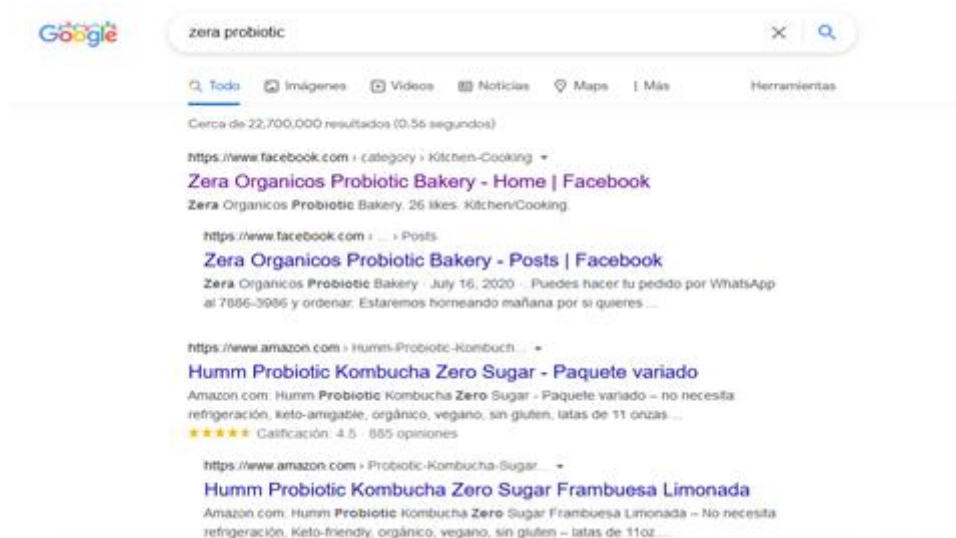 Google
zera probiotic
Todo Imágenes Videos Noticias Maps Más Herramientas
Cerca de 22,700,000 resultados (0.56 segundos)
https://www.facebook.com › category › Kitchen-Cooking
Zera Organicos Probiotic Bakery - Home | Facebook
Zera Organicos Probiotic Bakery. 26 likes. Kitchen/Cooking.
https://www.facebook.com › ... › Posts
Zera Organicos Probiotic Bakery - Posts | Facebook
Zera Organicos Probiotic Bakery · July 16, 2020 · . Puedes hacer tu pedido por WhatsApp
al 7886-3986 y ordenar. Estaremos horneando mañana por si quieres ...
https://www.amazon.com › Humm-Probiotic-Kombuch...
Humm Probiotic Kombucha Zero Sugar - Paquete variado
Amazon.com: Humm Probiotic Kombucha Zero Sugar - Paquete variado – no necesita
refrigeración, keto-amigable, orgánico, vegano, sin gluten, latas de 11 onzas ...
Calificación: 4.5 · 885 opiniones
https://www.amazon.com › Probiotic-Kombucha-Sugar...
Humm Probiotic Kombucha Zero Sugar Frambuesa Limonada
Amazon.com: Humm Probiotic Kombucha Zero Sugar Frambuesa Limonada – No necesita
refrigeración, Keto-friendly, orgánico, vegano, sin gluten – latas de 11oz ...